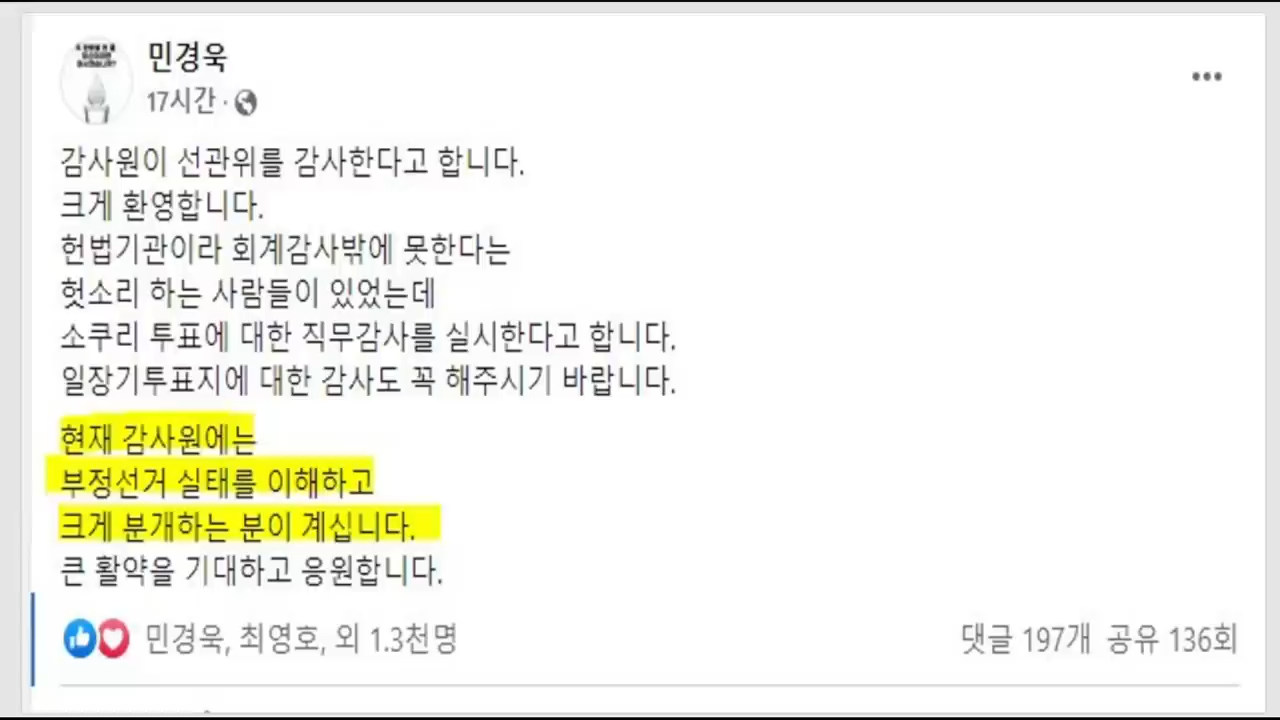 민경욱
17시간 ·
감사원이 선관위를 감사한다고 합니다.
크게 환영합니다.
헌법기관이라 회계감사밖에 못한다는
헛소리 하는 사람들이 있었는데
소쿠리 투표에 대한 직무감사를 실시한다고 합니다.
일장기투표지에 대한 감사도 꼭 해주시기 바랍니다.
현재 감사원에는
부정선거 실태를 이해하고
크게 분개하는 분이 계십니다.
큰 활약을 기대하고 응원합니다.
민경욱, 최영호, 외 1.3천명
댓글 197개 공유 136회